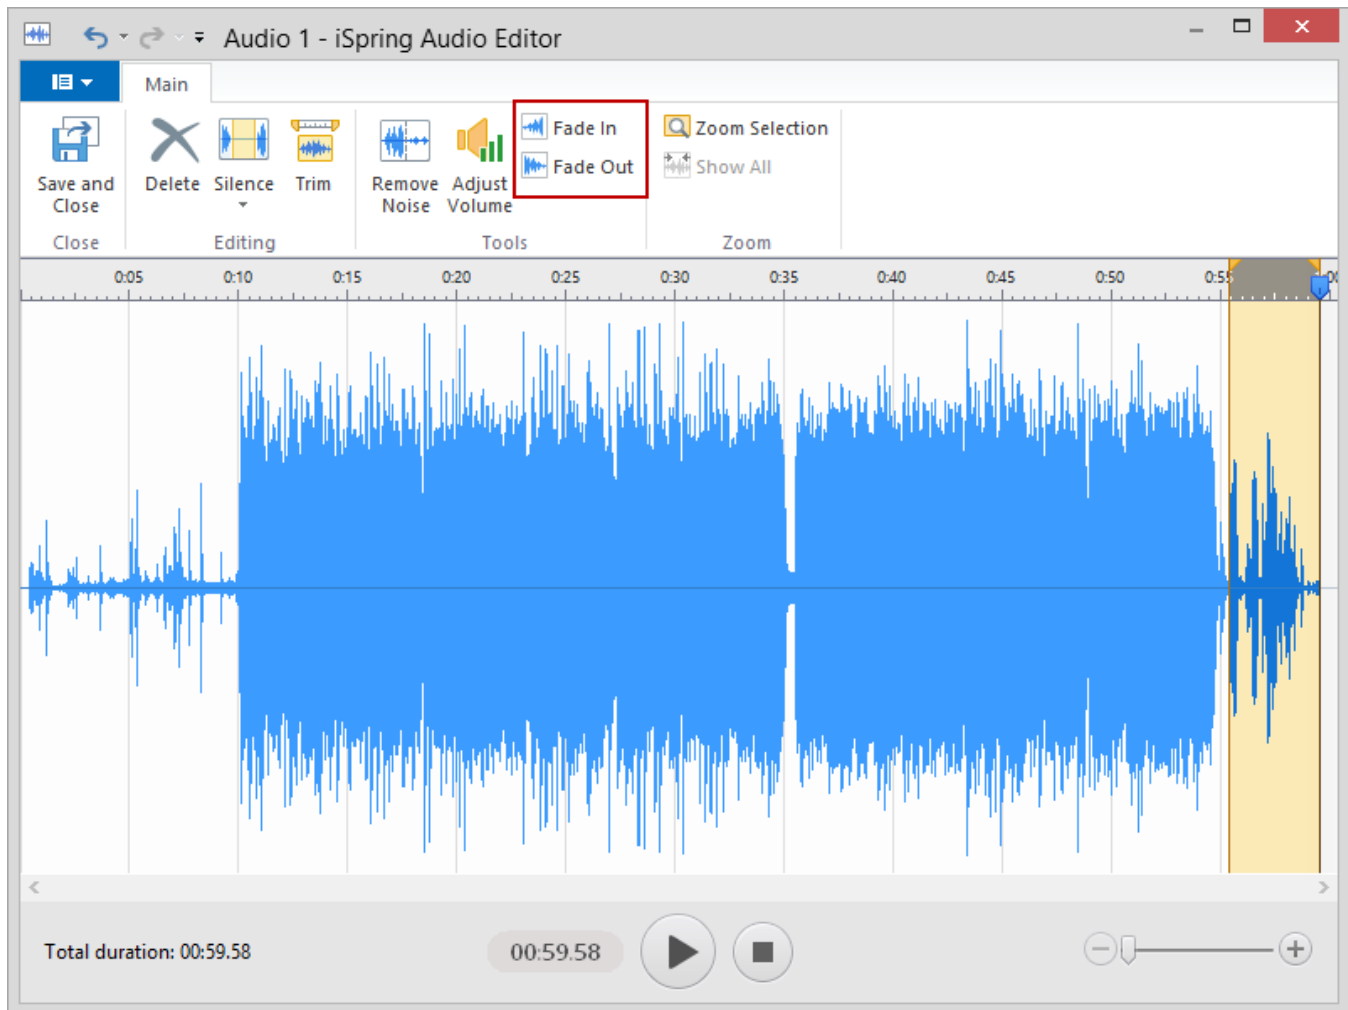 Audio 1 - iSpring Audio Editor
Main
Save and
Close
Delete
Silence
Trim
Remove
Noise
Adjust
Volume
Fade In
Fade Out
Zoom Selection
Show All
Close
Editing
Tools
Zoom
0:05 0:10 0:15 0:20 0:25 0:30 0:35 0:40 0:45 0:50
Total duration: 00:59.58
00:59.58